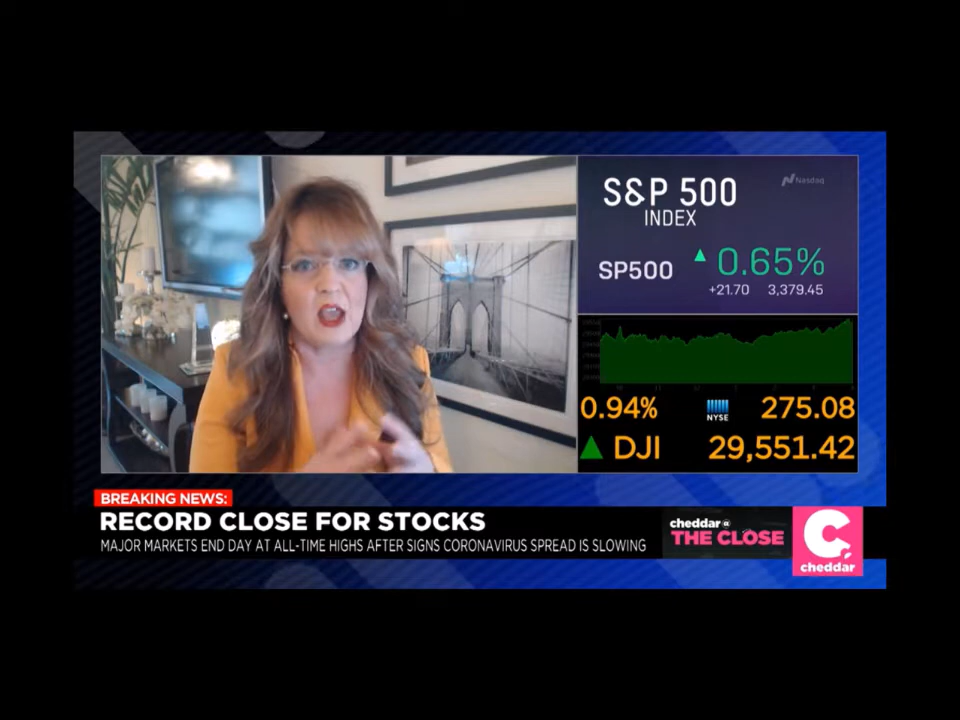 S&P 500
INDEX
Nasdaq
SP500 ▲ 0.65%
+21.70 3,379.45
0.94% NYSE 275.08
▲ DJI 29,551.42
BREAKING NEWS:
RECORD CLOSE FOR STOCKS
MAJOR MARKETS END DAY AT ALL-TIME HIGHS AFTER SIGNS CORONAVIRUS SPREAD IS SLOWING
cheddar
THE CLOSE
C
cheddar